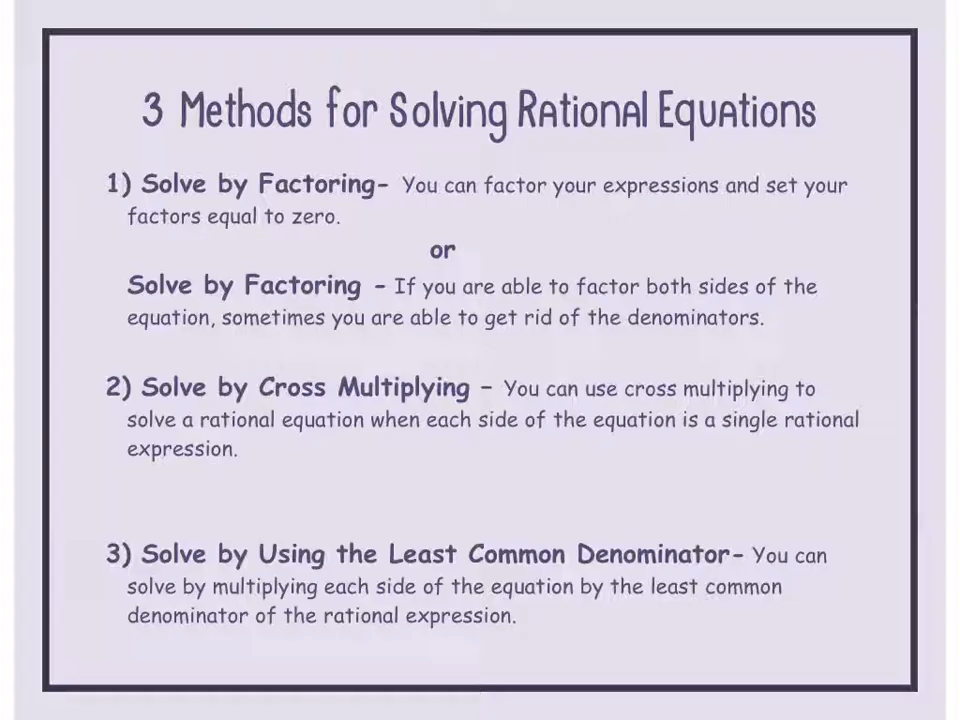 3 Methods for Solving Rational Equations
1) Solve by Factoring- You can factor your expressions and set your
factors equal to zero.
or
Solve by Factoring - If you are able to factor both sides of the
equation, sometimes you are able to get rid of the denominators.
2) Solve by Cross Multiplying - You can use cross multiplying to
solve a rational equation when each side of the equation is a single rational
expression.
3) Solve by Using the Least Common Denominator- You can
solve by multiplying each side of the equation by the least common
denominator of the rational expression.